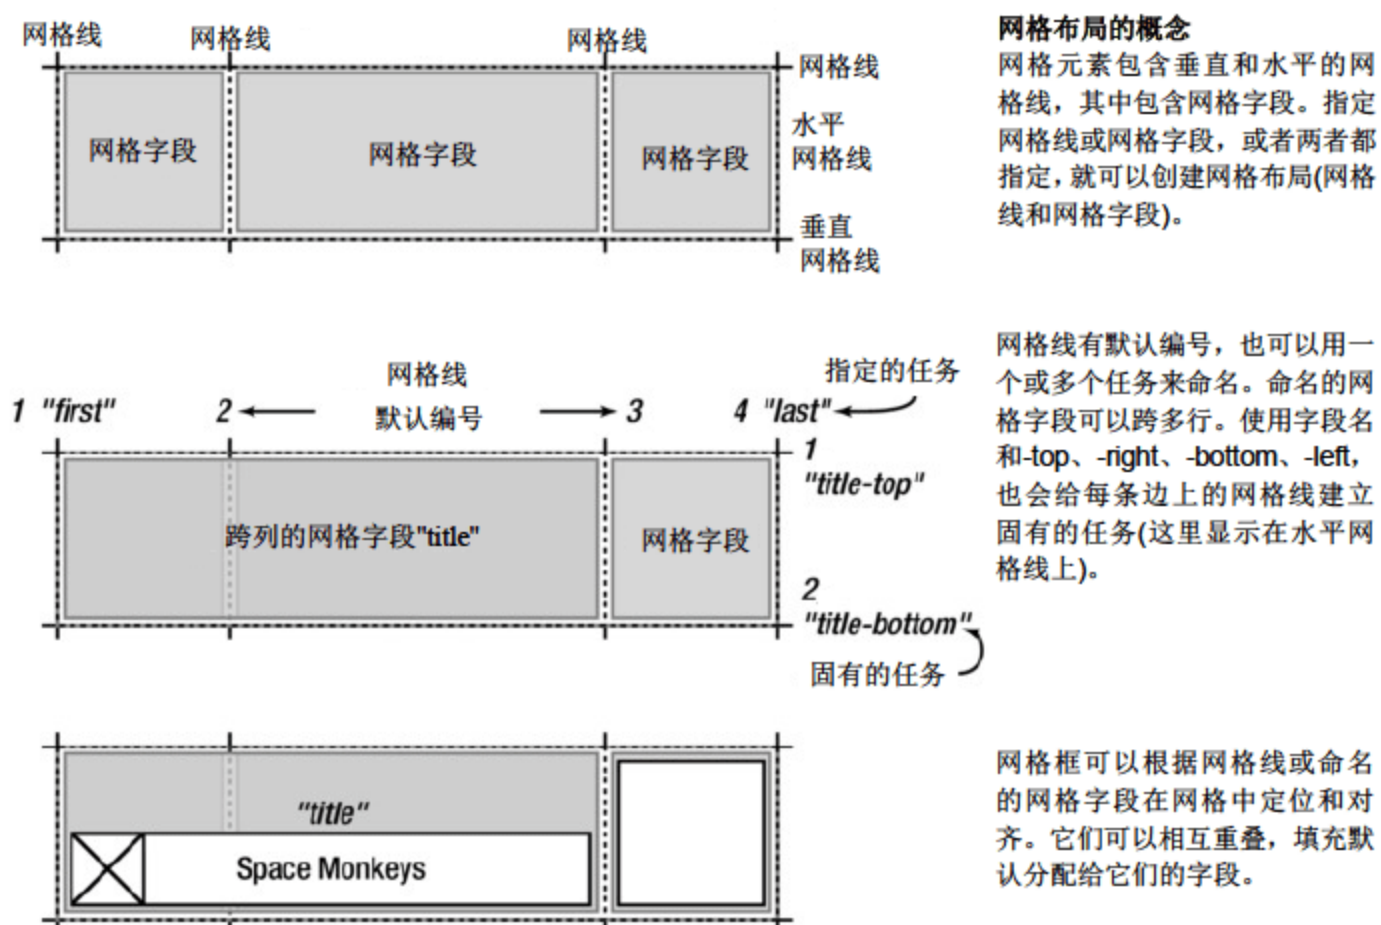 网格线
网格线
网格线
网格线
网格字段
网格字段
网格字段
水平
网格线
垂直
网格线
网格布局的概念
网格元素包含垂直和水平的网
格线，其中包含网格字段。指定
网格线或网格字段，或者两者都
指定，就可以创建网格布局(网格
线和网格字段)。
网格线
默认编号
指定的任务
1 "first"
2
3
4 "last"
1
"title-top"
跨列的网格字段"title"
网格字段
2
"title-bottom"
固有的任务
网格线有默认编号，也可以用一
个或多个任务来命名。命名的网
格字段可以跨多行。使用字段名
和-top、-right、-bottom、-left，
也会给每条边上的网格线建立
固有的任务(这里显示在水平网
格线上)。
"title"
Space Monkeys
网格框可以根据网格线或命名
的网格字段在网格中定位和对
齐。它们可以相互重叠，填充默
认分配给它们的字段。